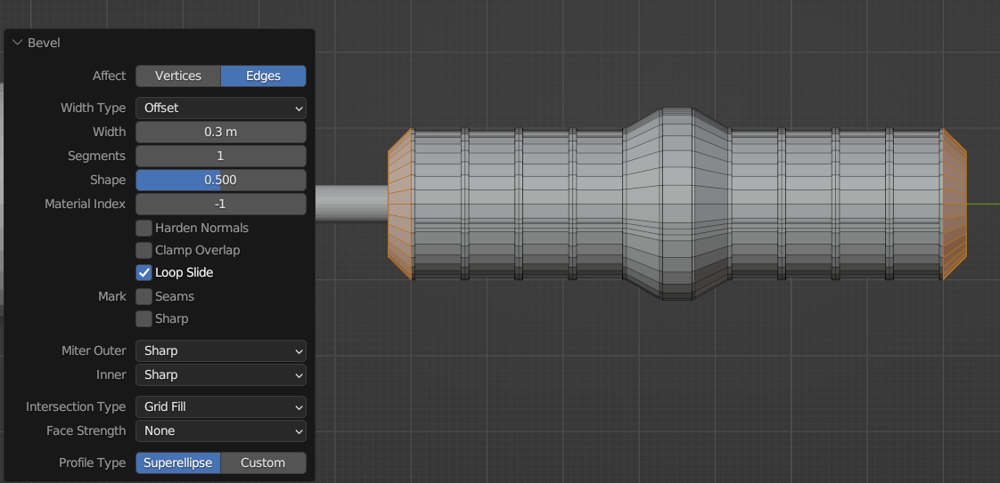 Bevel
Affect Vertices Edges
Width Type Offset
Width 0.3 m
Segments 1
Shape 0.500
Material Index -1
Harden Normals
Clamp Overlap
Loop Slide
Mark Seams
Sharp
Miter Outer Sharp
Inner Sharp
Intersection Type Grid Fill
Face Strength None
Profile Type Superellipse Custom